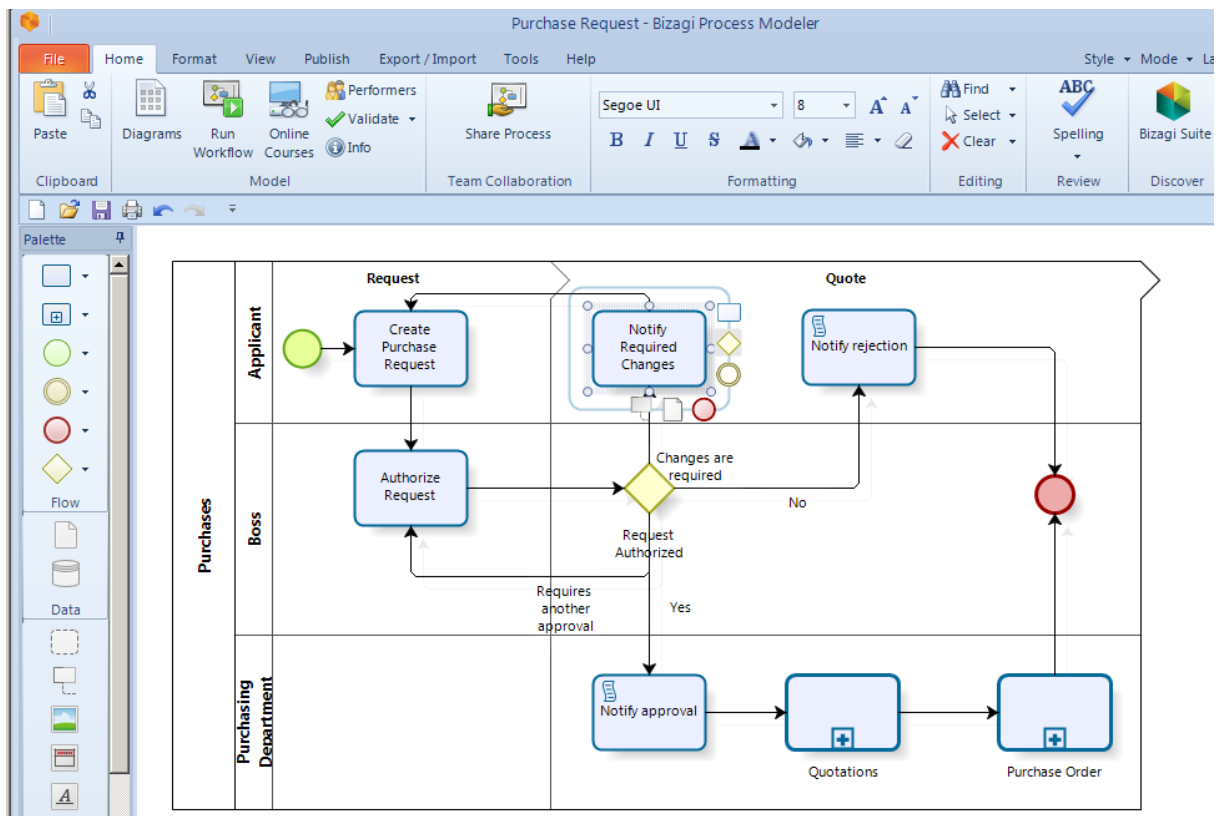 Purchase Request - Bizagi Process Modeler
File Home Format View Publish Export / Import Tools Help Style Mode
Paste
Clipboard
Diagrams
Run Workflow
Online Courses
Performers
Validate
Info
Model
Share Process
Team Collaboration
Segoe UI 8 A A
B I U S A
Formatting
Find
Select
Clear
Editing
ABC
Spelling
Review
Bizagi Suite
Discover
Palette
Flow
Data
A
Purchases
Request
Quote
Applicant
Create
Purchase
Request
Notify
Required
Changes
Notify rejection
Boss
Authorize
Request
Changes are
required
No
Request
Authorized
Requires
another
approval
Yes
Purchasing
Department
Notify approval
Quotations
Purchase Order